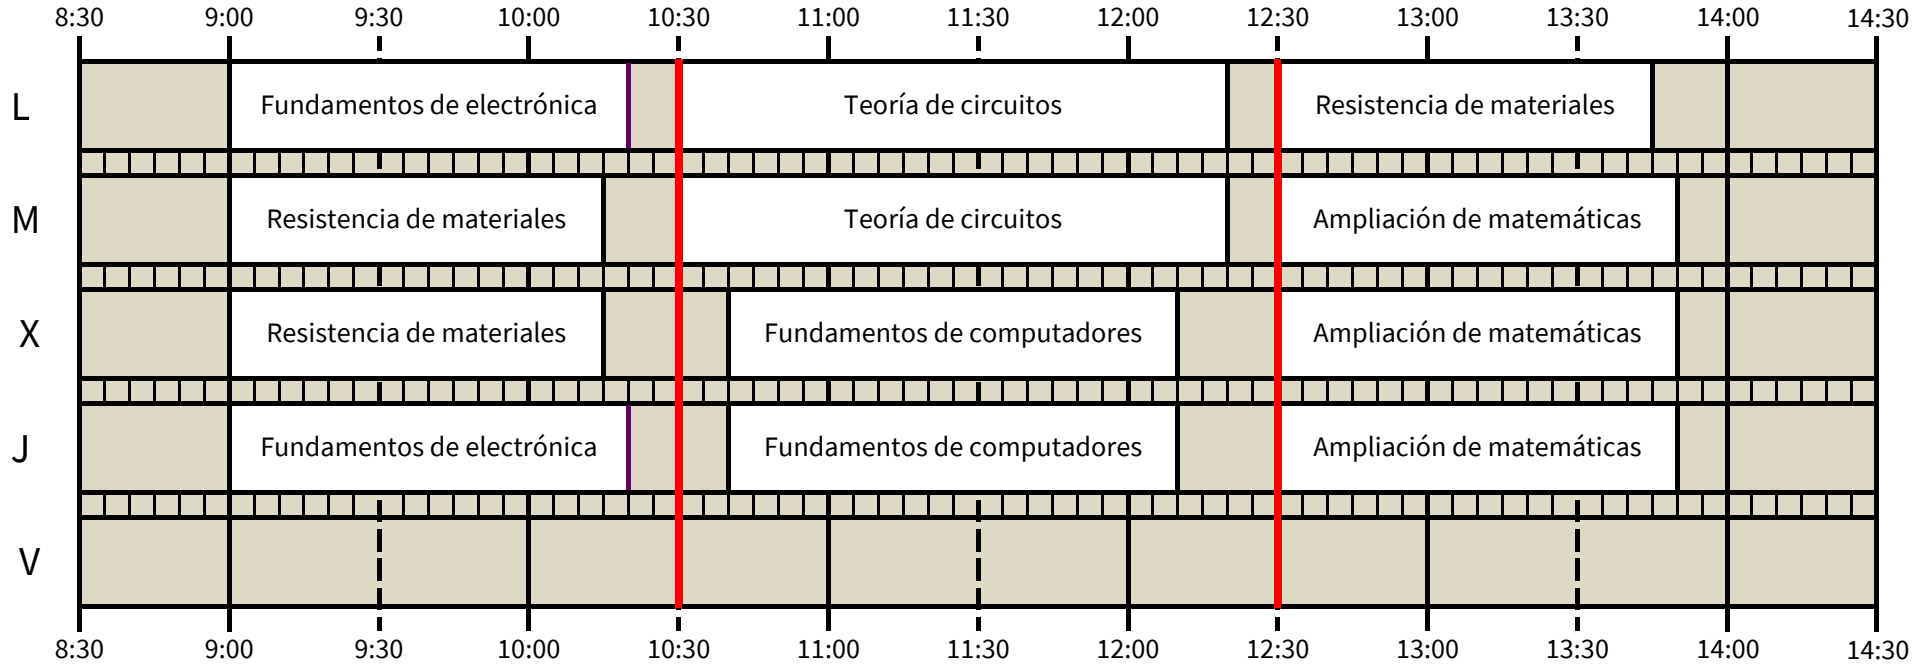 8:30 9:00 9:30 10:00 10:30 11:00 11:30 12:00 12:30 13:00 13:30 14:00 14:30
L Fundamentos de electrónica Teoría de circuitos Resistencia de materiales
M Resistencia de materiales Teoría de circuitos Ampliación de matemáticas
X Resistencia de materiales Fundamentos de computadores Ampliación de matemáticas
J Fundamentos de electrónica Fundamentos de computadores Ampliación de matemáticas
V
8:30 9:00 9:30 10:00 10:30 11:00 11:30 12:00 12:30 13:00 13:30 14:00 14:30